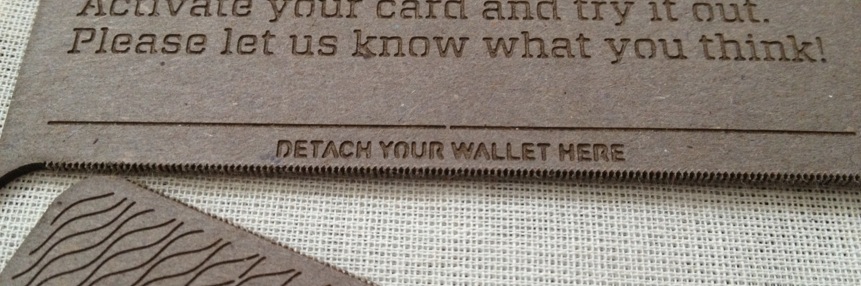 Activate your card and try it out.
Please let us know what you think!
DETACH YOUR WALLET HERE